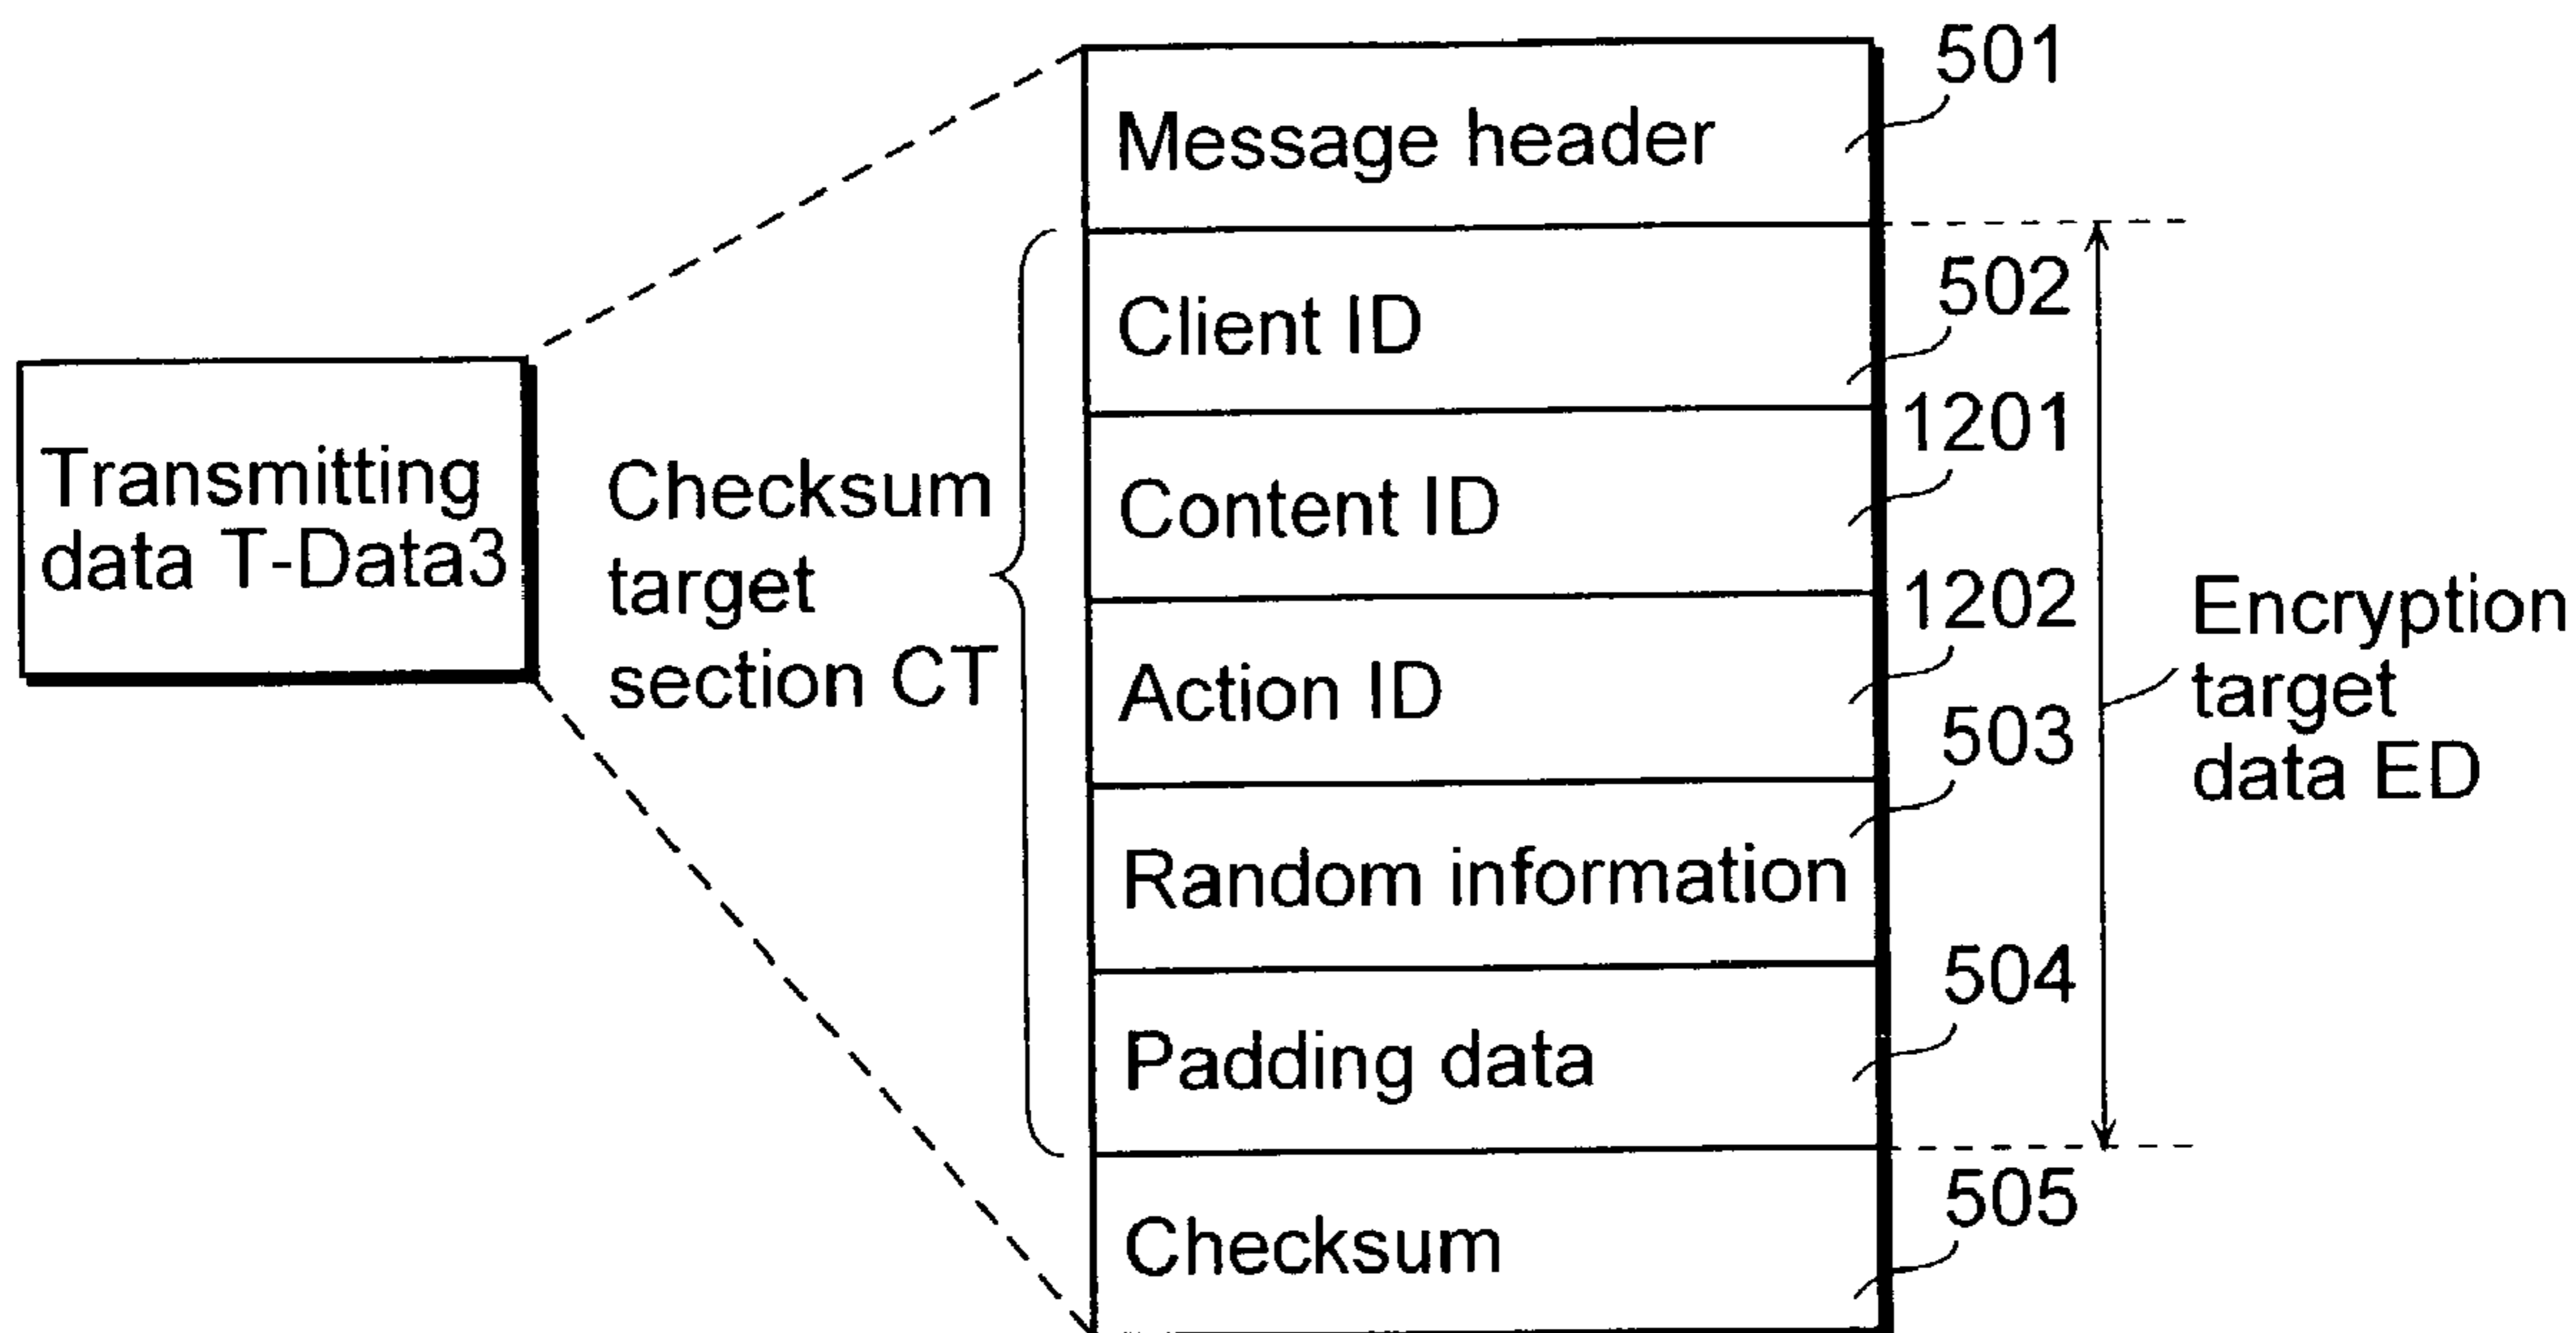 Transmitting
data T-Data3
Checksum
target
section CT
Message header
501
Client ID
502
Content ID
1201
Action ID
1202
Random information
503
Padding data
504
Checksum
505
Encryption
target
data ED